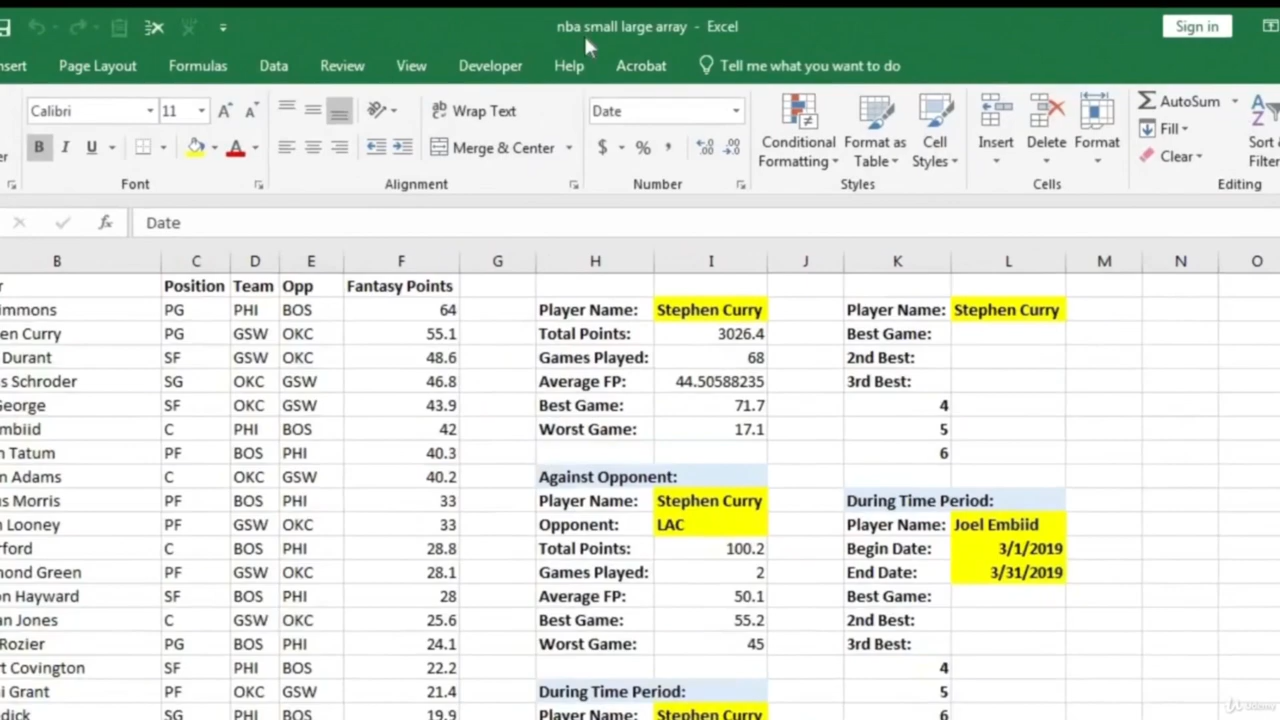 nba small large array - Excel
Sign in
nsert Page Layout Formulas Data Review View Developer Help Acrobat Tell me what you want to do
Calibri 11 Wrap Text Date Conditional Formatting Format as Table Cell Styles Insert Delete Format AutoSum
B I U Merge & Center $ % Fill
Clear
Sort & Filter
Font Alignment Number Styles Cells Editing
fx Date
B C D E F G H I J K L M N O
r Position Team Opp Fantasy Points
immons PG PHI BOS 64 Player Name: Stephen Curry Player Name: Stephen Curry
en Curry PG GSW OKC 55.1 Total Points: 3026.4 Best Game:
Durant SF GSW OKC 48.6 Games Played: 68 2nd Best:
s Schroder SG OKC GSW 46.8 Average FP: 44.50588235 3rd Best:
George SF OKC GSW 43.9 Best Game: 71.7 4
mbiid C PHI BOS 42 Worst Game: 17.1 5
n Tatum PF BOS PHI 40.3 6
n Adams C OKC GSW 40.2 Against Opponent:
us Morris PF BOS PHI 33 Player Name: Stephen Curry During Time Period:
n Looney PF GSW OKC 33 Opponent: LAC Player Name: Joel Embiid
rford C BOS PHI 28.8 Total Points: 100.2 Begin Date: 3/1/2019
mond Green PF GSW OKC 28.1 Games Played: 2 End Date: 3/31/2019
on Hayward SF BOS PHI 28 Average FP: 50.1 Best Game:
an Jones C GSW OKC 25.6 Best Game: 55.2 2nd Best:
Rozier PG BOS PHI 24.1 Worst Game: 45 3rd Best:
t Covington SF PHI BOS 22.2 4
ni Grant PF OKC GSW 21.4 During Time Period: 5
dick SG PHI BOS 19.9 Player Name: Stephen Curry 6
Udemy